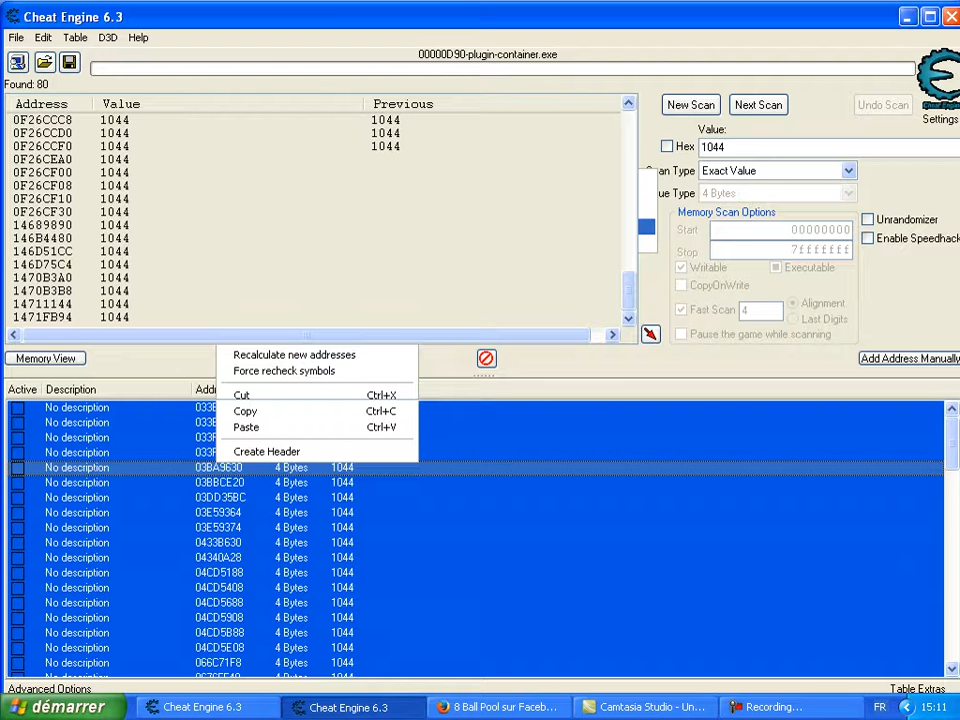 Cheat Engine 6.3
File Edit Table D3D Help
00000D90-plugin-container.exe
Found: 80
Address Value Previous
0F26CCC8 1044 1044
0F26CCD0 1044 1044
0F26CCF0 1044 1044
0F26CEA0 1044
0F26CF00 1044
0F26CF08 1044
0F26CF10 1044
0F26CF30 1044
14689890 1044
146B4480 1044
146D51CC 1044
146D75C4 1044
1470B3A0 1044
1470B3B8 1044
14711144 1044
1471FB94 1044
New Scan Next Scan Undo Scan
Cheat Engine
Settings
Value:
Hex 1044
an Type Exact Value
ue Type 4 Bytes
Memory Scan Options
Start 00000000
Stop 7fffffff
Writable Executable
CopyOnWrite
Fast Scan 4 Alignment
Last Digits
Pause the game while scanning
Unrandomizer
Enable Speedhack
Memory View
Add Address Manually
Recalculate new addresses
Force recheck symbols
Cut Ctrl+X
Copy Ctrl+C
Paste Ctrl+V
Create Header
Active Description Addr
No description 033
No description 033
No description 033
No description 033
No description 03BA9630 4 Bytes 1044
No description 03BBCE20 4 Bytes 1044
No description 03DD35BC 4 Bytes 1044
No description 03E59364 4 Bytes 1044
No description 03E59374 4 Bytes 1044
No description 0433B630 4 Bytes 1044
No description 04340A28 4 Bytes 1044
No description 04CD5188 4 Bytes 1044
No description 04CD5408 4 Bytes 1044
No description 04CD5688 4 Bytes 1044
No description 04CD5908 4 Bytes 1044
No description 04CD5B88 4 Bytes 1044
No description 04CD5E08 4 Bytes 1044
No description 066C71F8 4 Bytes 1044
No description 4 Bytes 1044
Advanced Options Table Extras
démarrer Cheat Engine 6.3 Cheat Engine 6.3 8 Ball Pool sur Faceb... Camtasia Studio - Un... Recording... FR 15:11